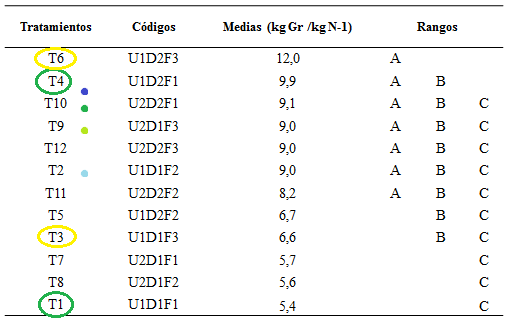 Tratamientos Códigos Medias (kg Gr /kg N-1) Rangos
T6 U1D2F3 12,0 A
T4 U1D2F1 9,9 A B
T10 U2D2F1 9,1 A B C
T9 U2D1F3 9,0 A B C
T12 U2D2F3 9,0 A B C
T2 U1D1F2 9,0 A B C
T11 U2D2F2 8,2 A B C
T5 U1D2F2 6,7 B C
T3 U1D1F3 6,6 B C
T7 U2D1F1 5,7 C
T8 U2D1F2 5,6 C
T1 U1D1F1 5,4 C